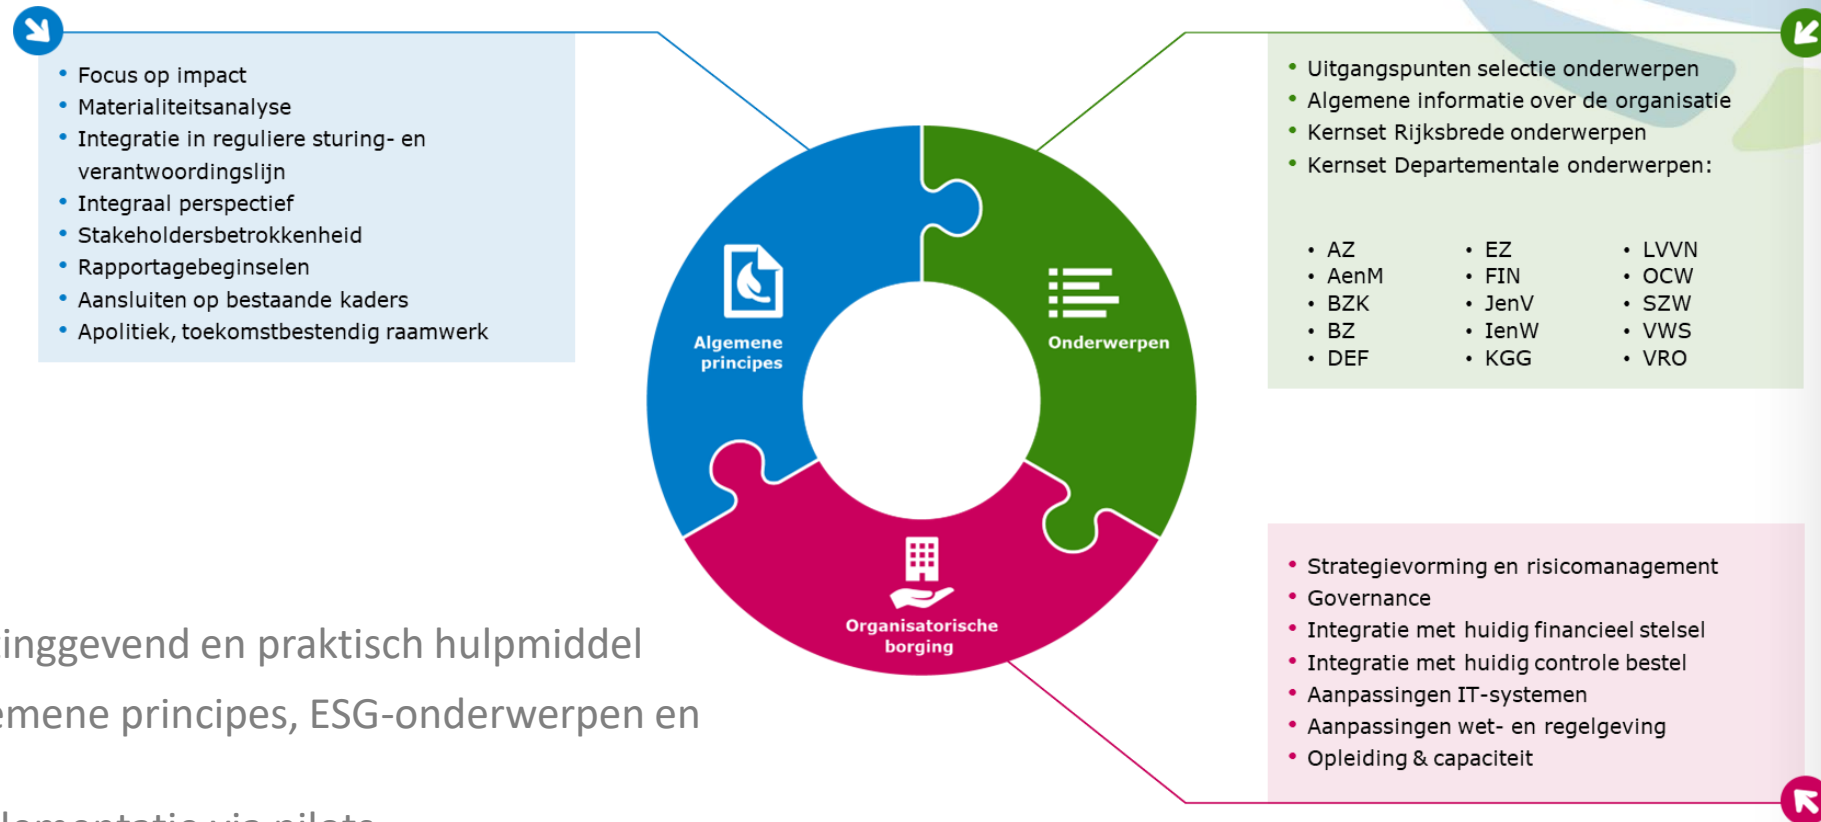 Focus op impact
Materialiteitsanalyse
Integratie in reguliere sturing- en
verantwoordingslijn
Integraal perspectief
Stakeholdersbetrokkenheid
Rapportagebeginselen
Aansluiten op bestaande kaders
Apolitiek, toekomstbestendig raamwerk
Uitgangspunten selectie onderwerpen
Algemene informatie over de organisatie
Kernset Rijksbrede onderwerpen
Kernset Departementale onderwerpen:
AZ
AenM
BZK
BZ
DEF
EZ
FIN
JenV
IenW
KGG
LVVN
OCW
SZW
VWS
VRO
Algemene
principes
Onderwerpen
Organisatorische
borging
Strategievorming en risicomanagement
Governance
Integratie met huidig financieel stelsel
Integratie met huidig controle bestel
Aanpassingen IT-systemen
Aanpassingen wet- en regelgeving
Opleiding & capaciteit
en praktisch hulpmiddel
principes, ESG-onderwerpen en
via pilots